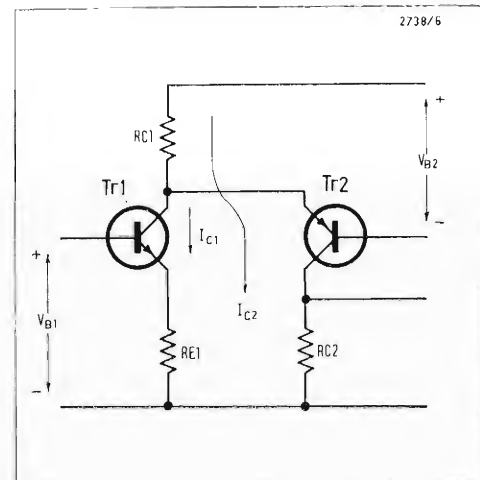 2738/6
+
RC1
VB2
Tr1
Tr2
-
+
IC1
VB1
IC2
RE1
RC2
-